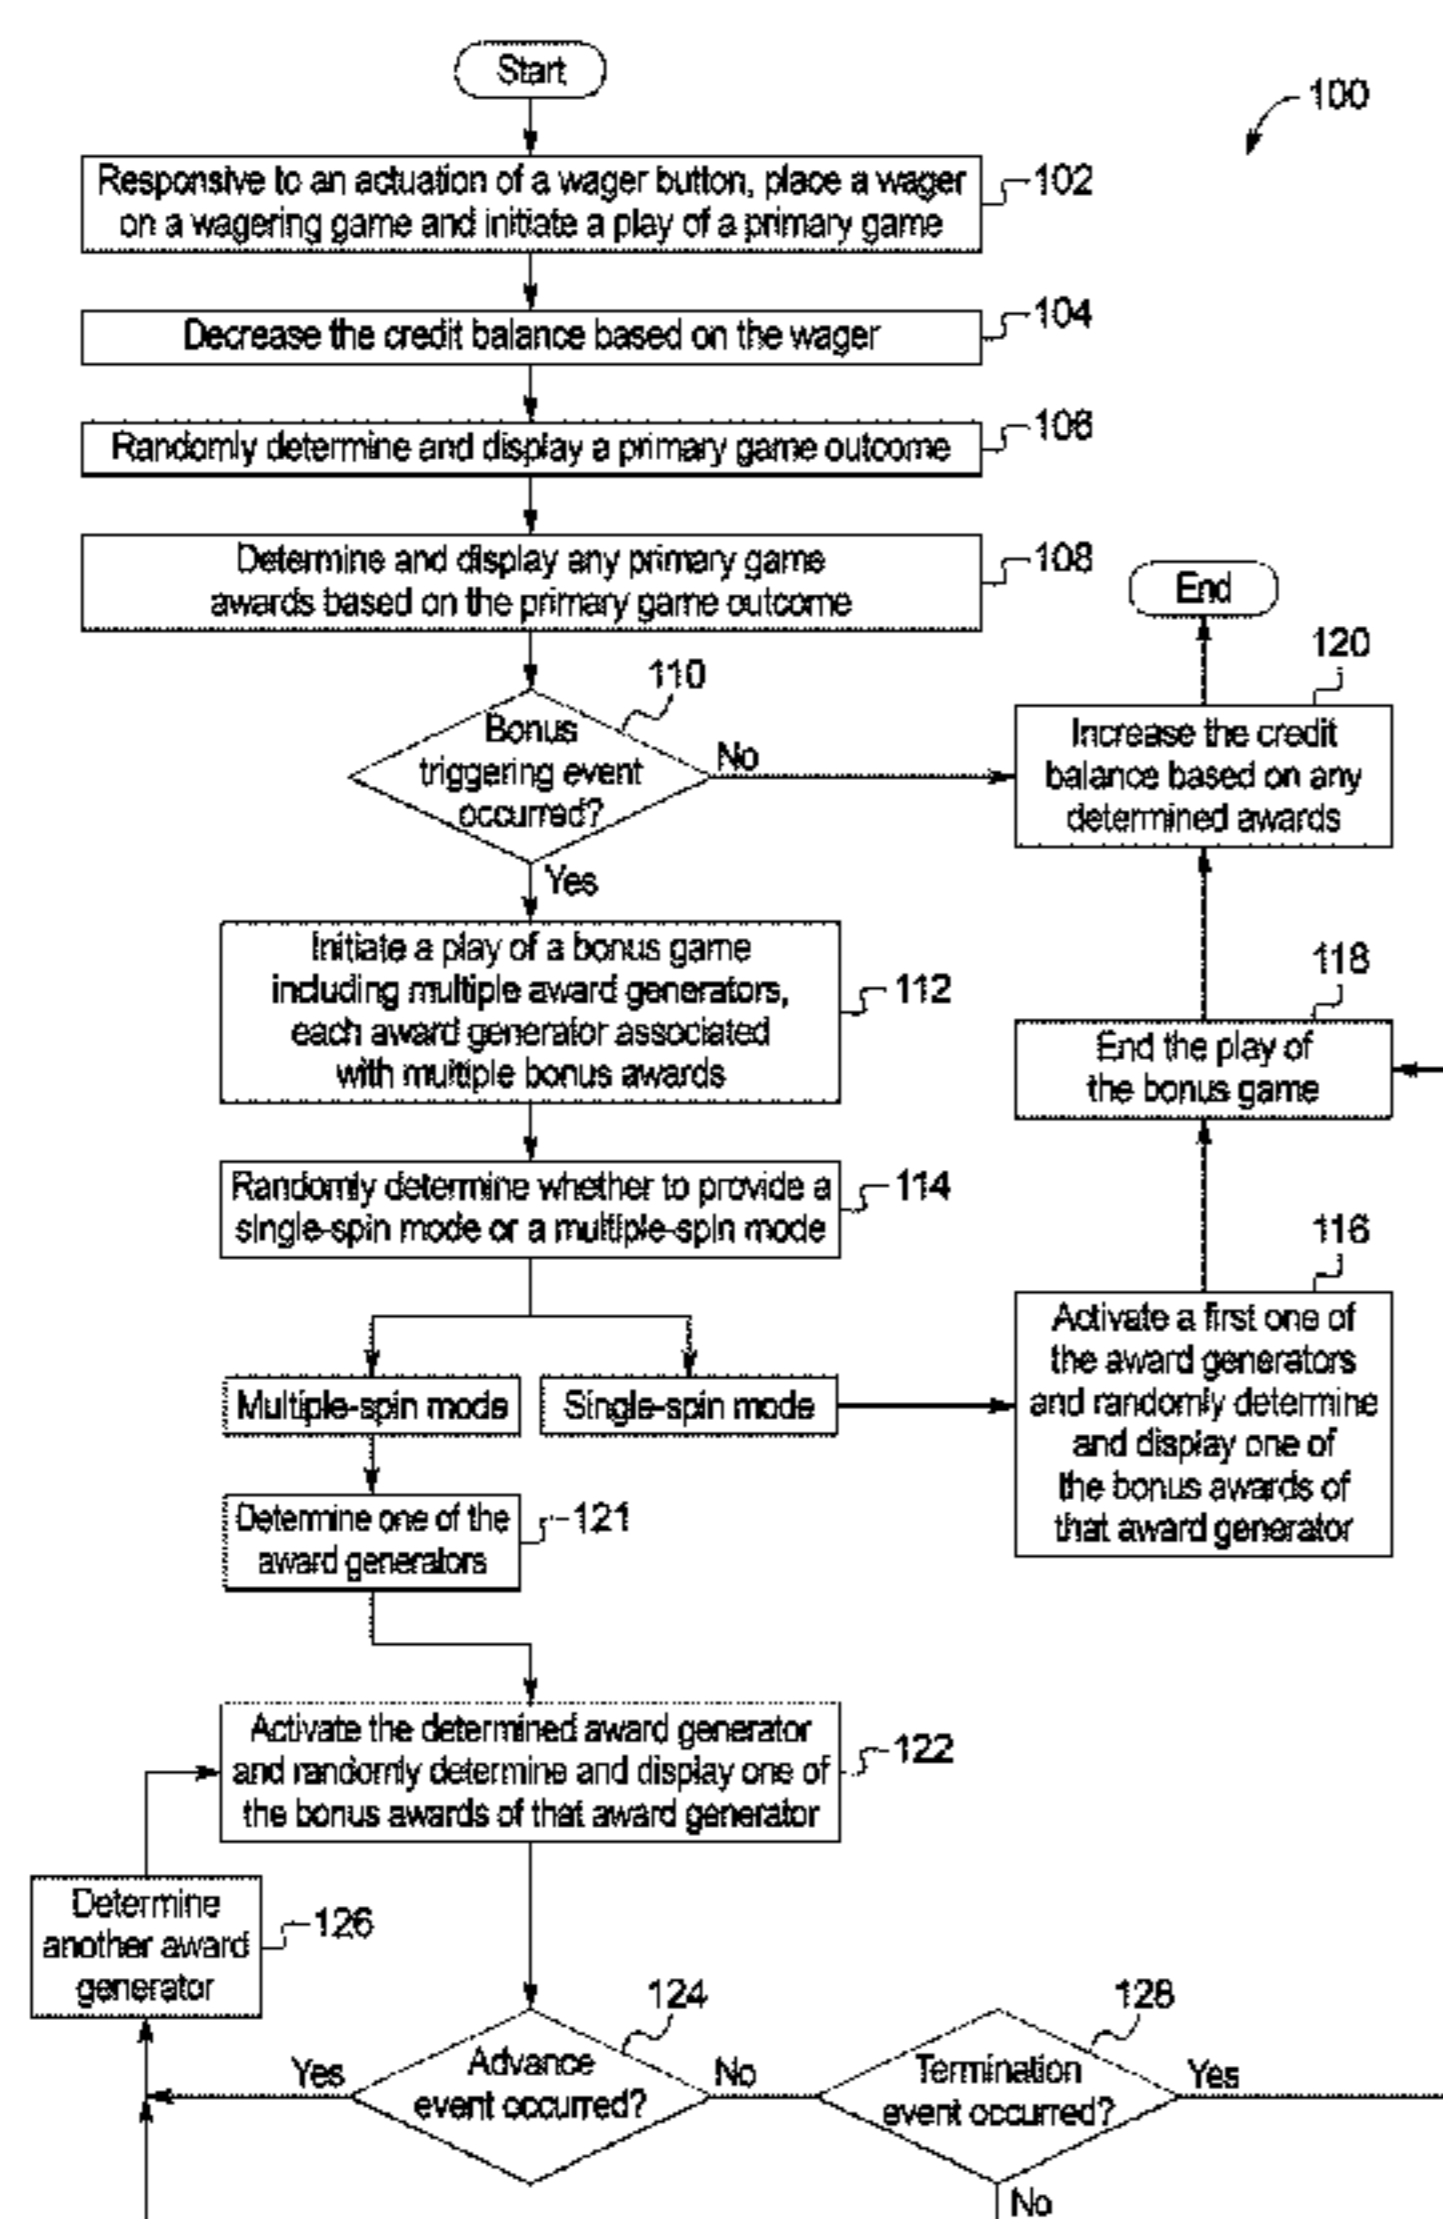 Start
100
Responsive to an actuation of a wager button, place a wager
on a wagering game and initiate a play of a primary game
102
Decrease the credit balance based on the wager
104
Randomly determine and display a primary game outcome
106
Determine and display any primary game
awards based on the primary game outcome
108
End
110
Bonus
triggering event
occurred?
No
Yes
120
Increase the credit
balance based on any
determined awards
Initiate a play of a bonus game
including multiple award generators,
each award generator associated
with multiple bonus awards
112
118
End the play of
the bonus game
Randomly determine whether to provide a
single-spin mode or a multiple-spin mode
114
116
Activate a first one of
the award generators
and randomly determine
and display one of
the bonus awards of
that award generator
Multiple-spin mode
Single-spin mode
Determine one of the
award generators
121
Activate the determined award generator
and randomly determine and display one of
the bonus awards of that award generator
122
Determine
another award
generator
126
124
Advance
event occurred?
Yes
No
128
Termination
event occurred?
Yes
No